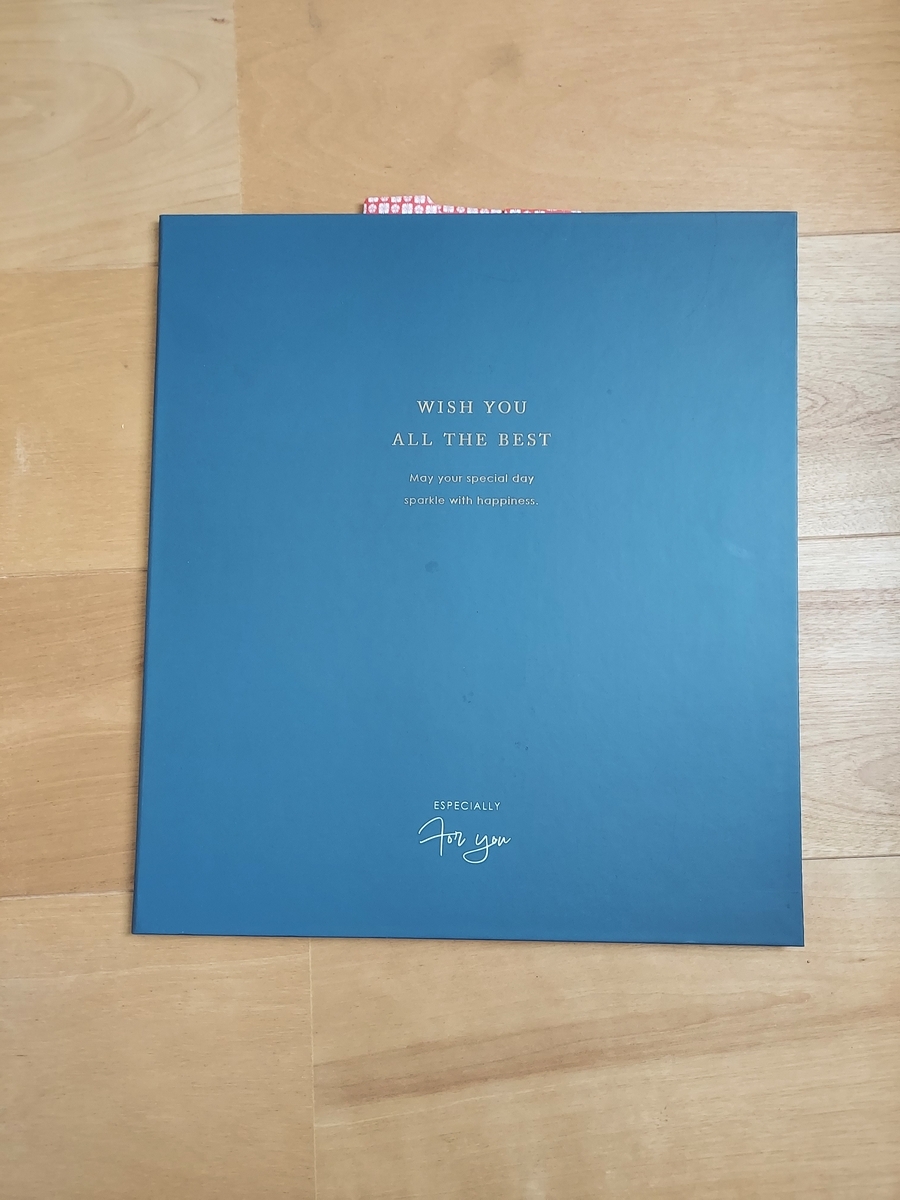 WISH YOU
ALL THE BEST
May your special day
sparkle with happiness.
ESPECIALLY
For you